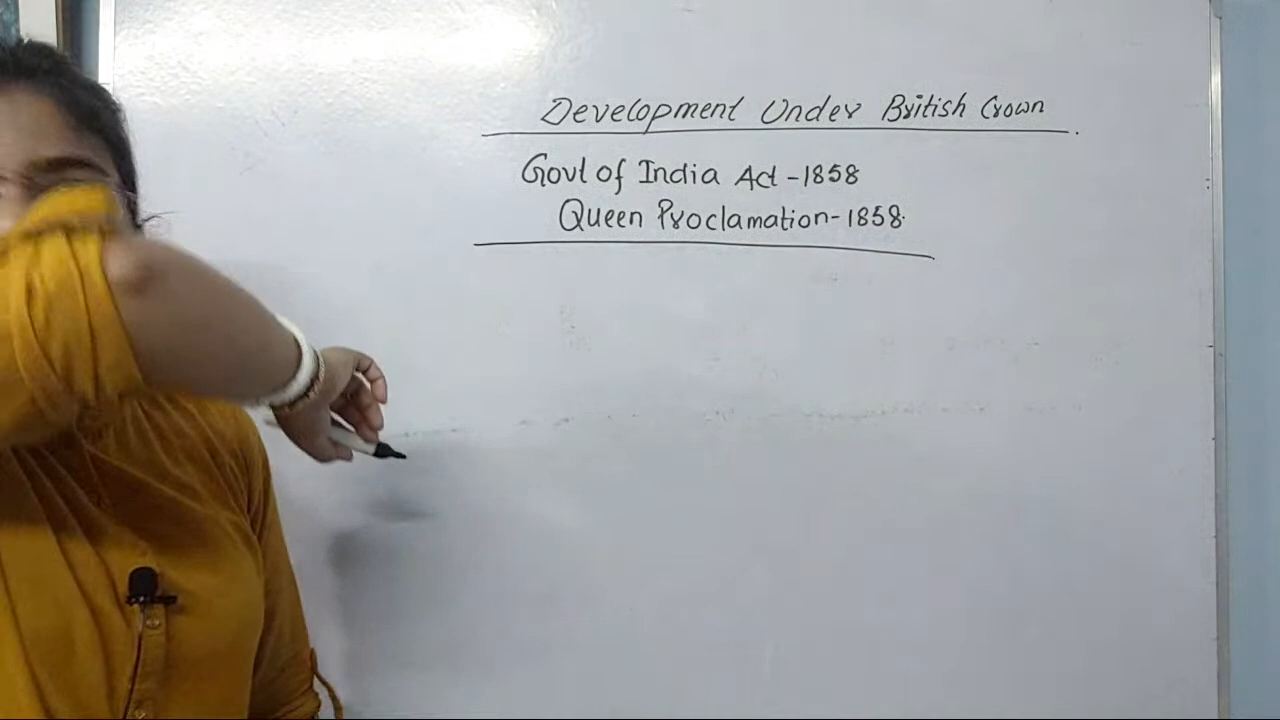 Development Under British Crown.
Govt of India Act - 1858
Queen Proclamation - 1858.